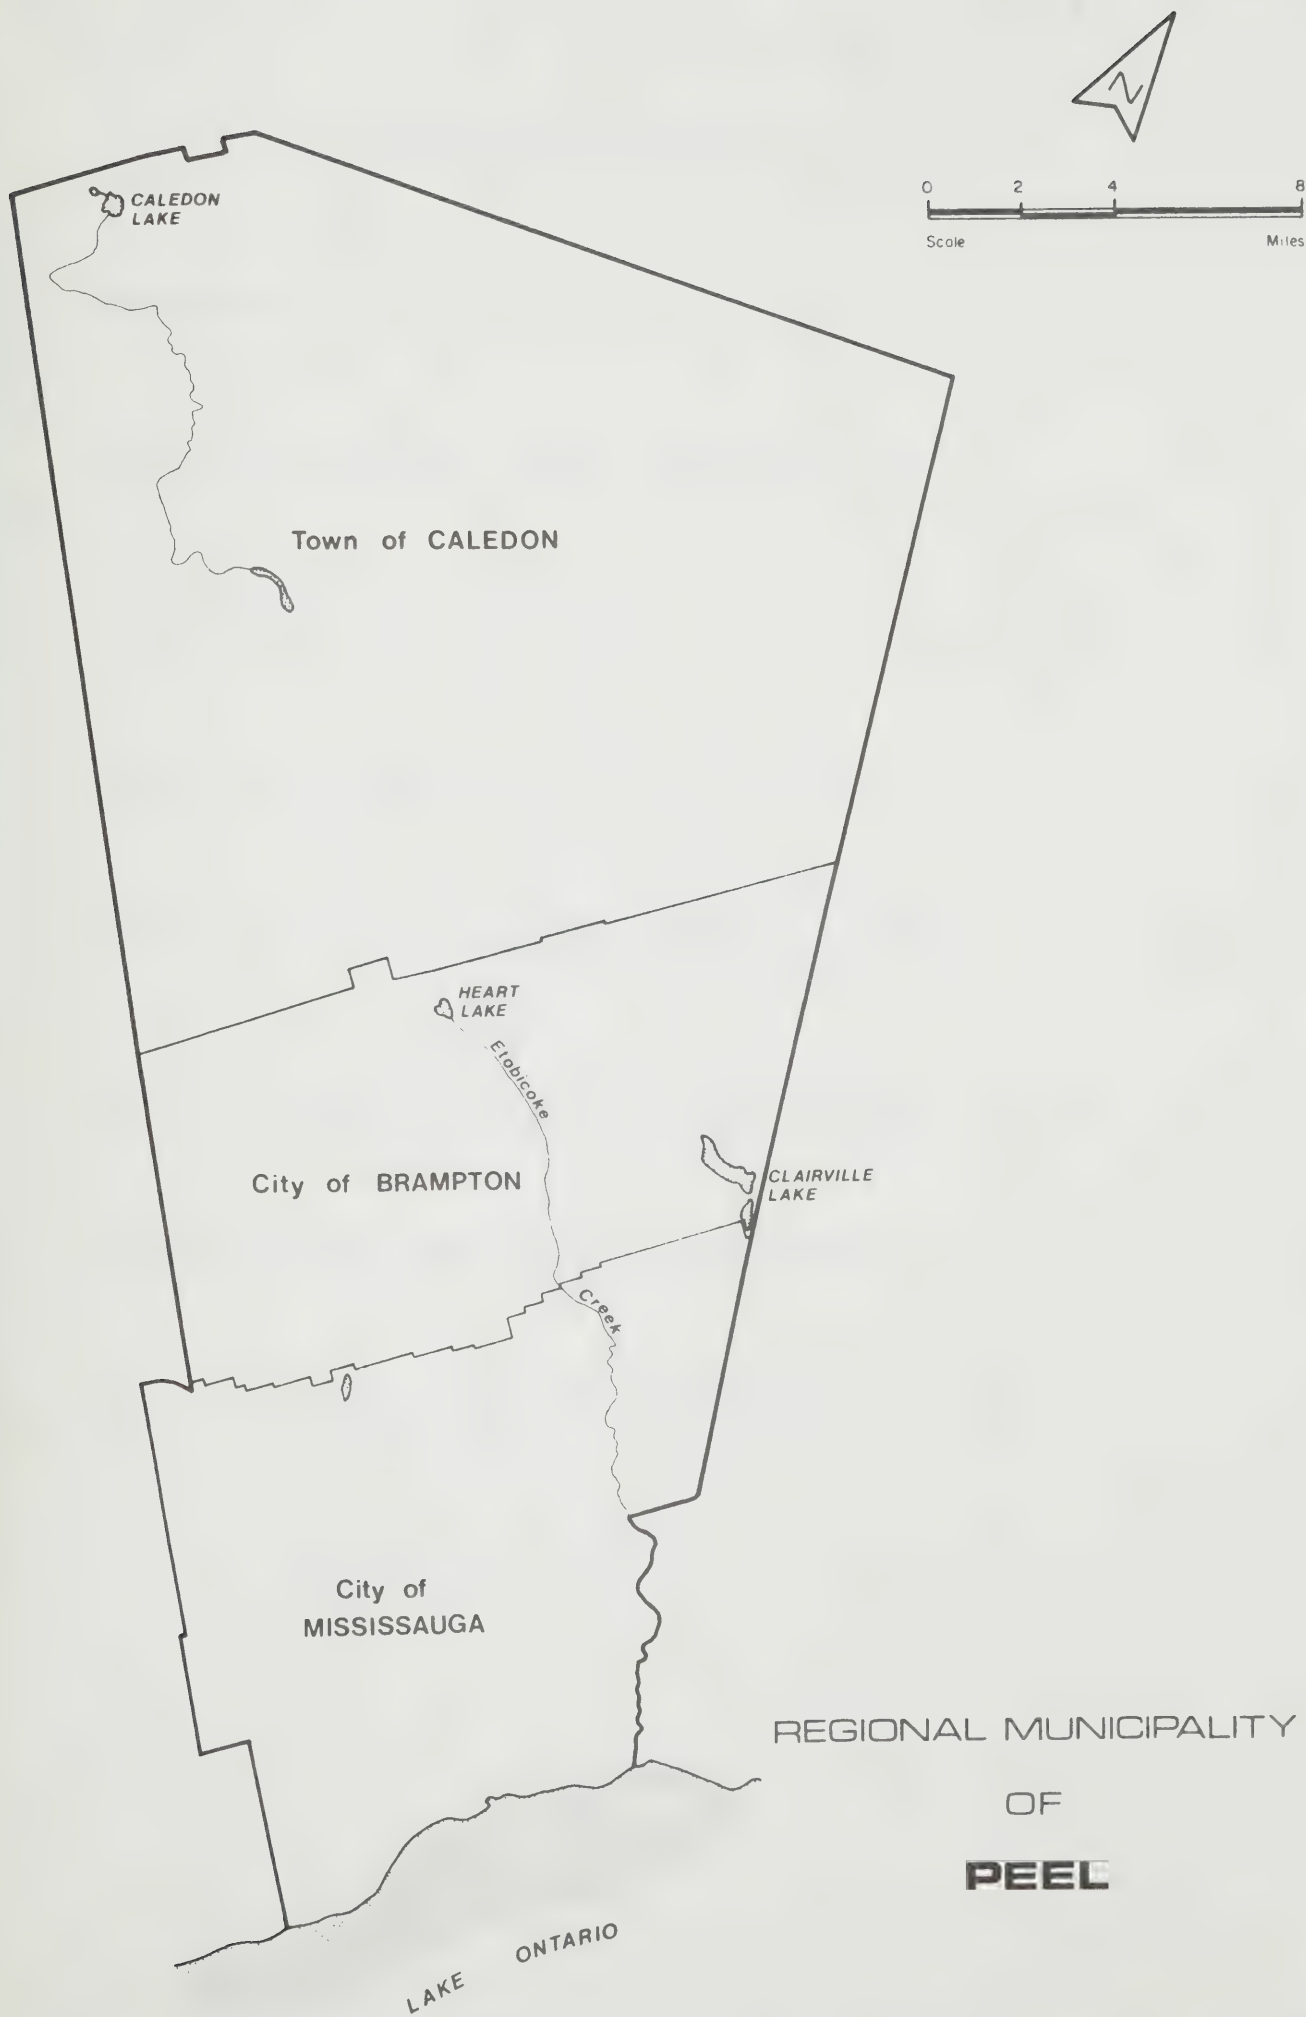 N
0 2 4 8
Scale Miles
CALEDON
LAKE
Town of CALEDON
HEART
LAKE
Etobicoke
City of BRAMPTON
CLAIRVILLE
LAKE
Creek
City of
MISSISSAUGA
REGIONAL MUNICIPALITY
OF
PEEL
LAKE ONTARIO